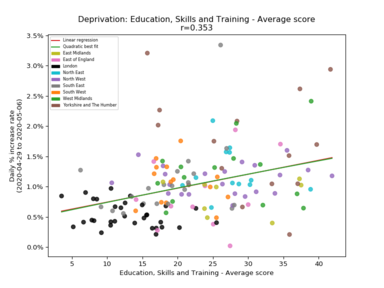 Deprivation: Education, Skills and Training - Average score
r=0.353
Daily % increase rate
(2020-04-29 to 2020-05-06)
3.5%
3.0%
2.5%
2.0%
1.5%
1.0%
0.5%
0.0%
Linear regression
Quadratic best fit
East Midlands
East of England
London
North East
North West
South East
South West
West Midlands
Yorkshire and The Humber
5
10
15
20
25
30
35
40
Education, Skills and Training - Average score